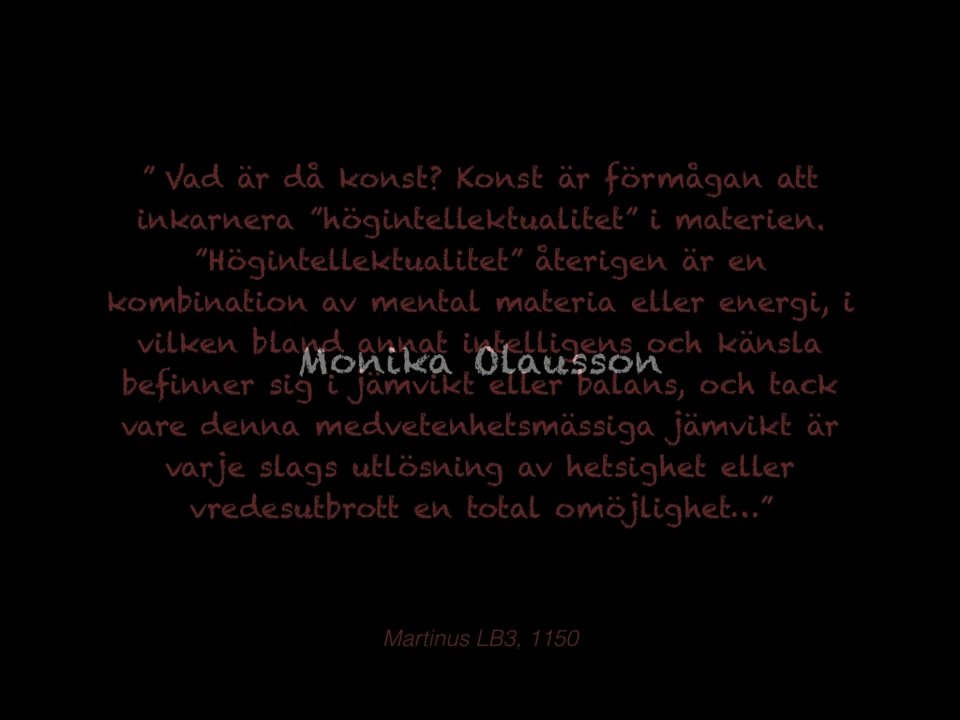 ” Vad är då konst? Konst är förmågan att
inkarnera ”högintellektualitet” i materien.
”Högintellektualitet” återigen är en
kombination av mental materia eller energi, i
vilken bland annat intelligens och känsla
Monika Olausson
befinner sig i jämvikt eller balans, och tack
vare denna medvetenhetsmässiga jämvikt är
varje slags utlösning av hetsighet eller
vredesutbrott en total omöjlighet...”
Martinus LB3, 1150